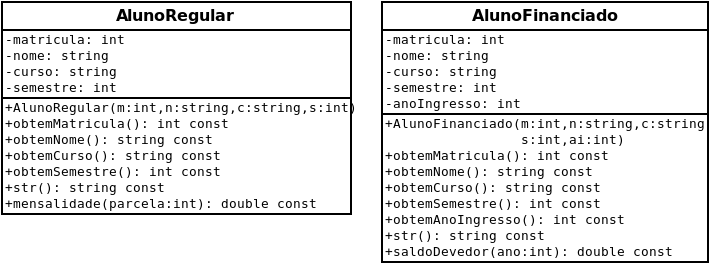 AlunoRegular
-matricula: int
-nome: string
-curso: string
-semestre: int
+AlunoRegular(m:int,n:string,c:string,s:int)
+obtemMatricula(): int const
+obtemNome(): string const
+obtemCurso(): string const
+obtemSemestre(): int const
+str(): string const
+mensalidade(parcela:int): double const
AlunoFinanciado
-matricula: int
-nome: string
-curso: string
-semestre: int
-anoIngresso: int
+AlunoFinanciado(m:int,n:string,c:string
s:int,ai:int)
+obtemMatricula(): int const
+obtemNome(): string const
+obtemCurso(): string const
+obtemSemestre(): int const
+obtemAnoIngresso(): int const
+str(): string const
+saldoDevedor(ano:int): double const